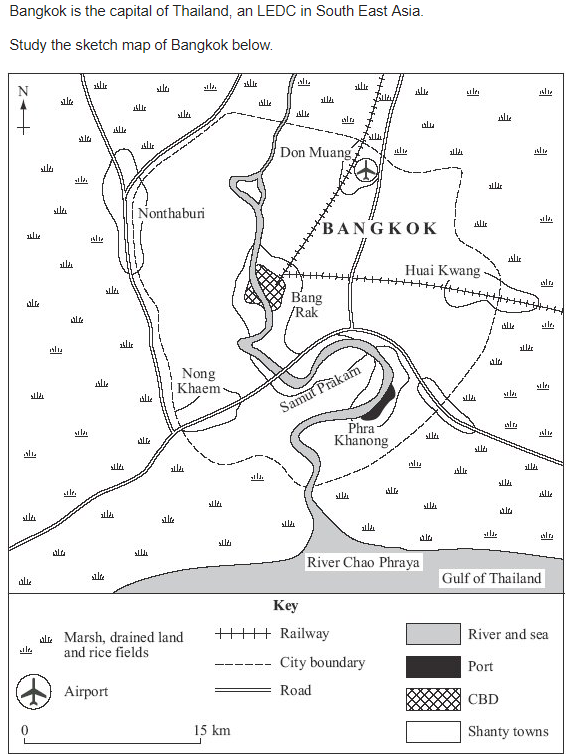 Bangkok is the capital of Thailand, an LEDC in South East Asia.
Study the sketch map of Bangkok below.
N
Don Muang
Nonthaburi
BANGKOK
Huai Kwang
Bang
Rak
Nong
Khaem
Samut Prakam
Phra
Khanong
River Chao Phraya
Gulf of Thailand
Key
Marsh, drained land
and rice fields
Railway
River and sea
City boundary
Port
Airport
Road
CBD
0 15 km
Shanty towns